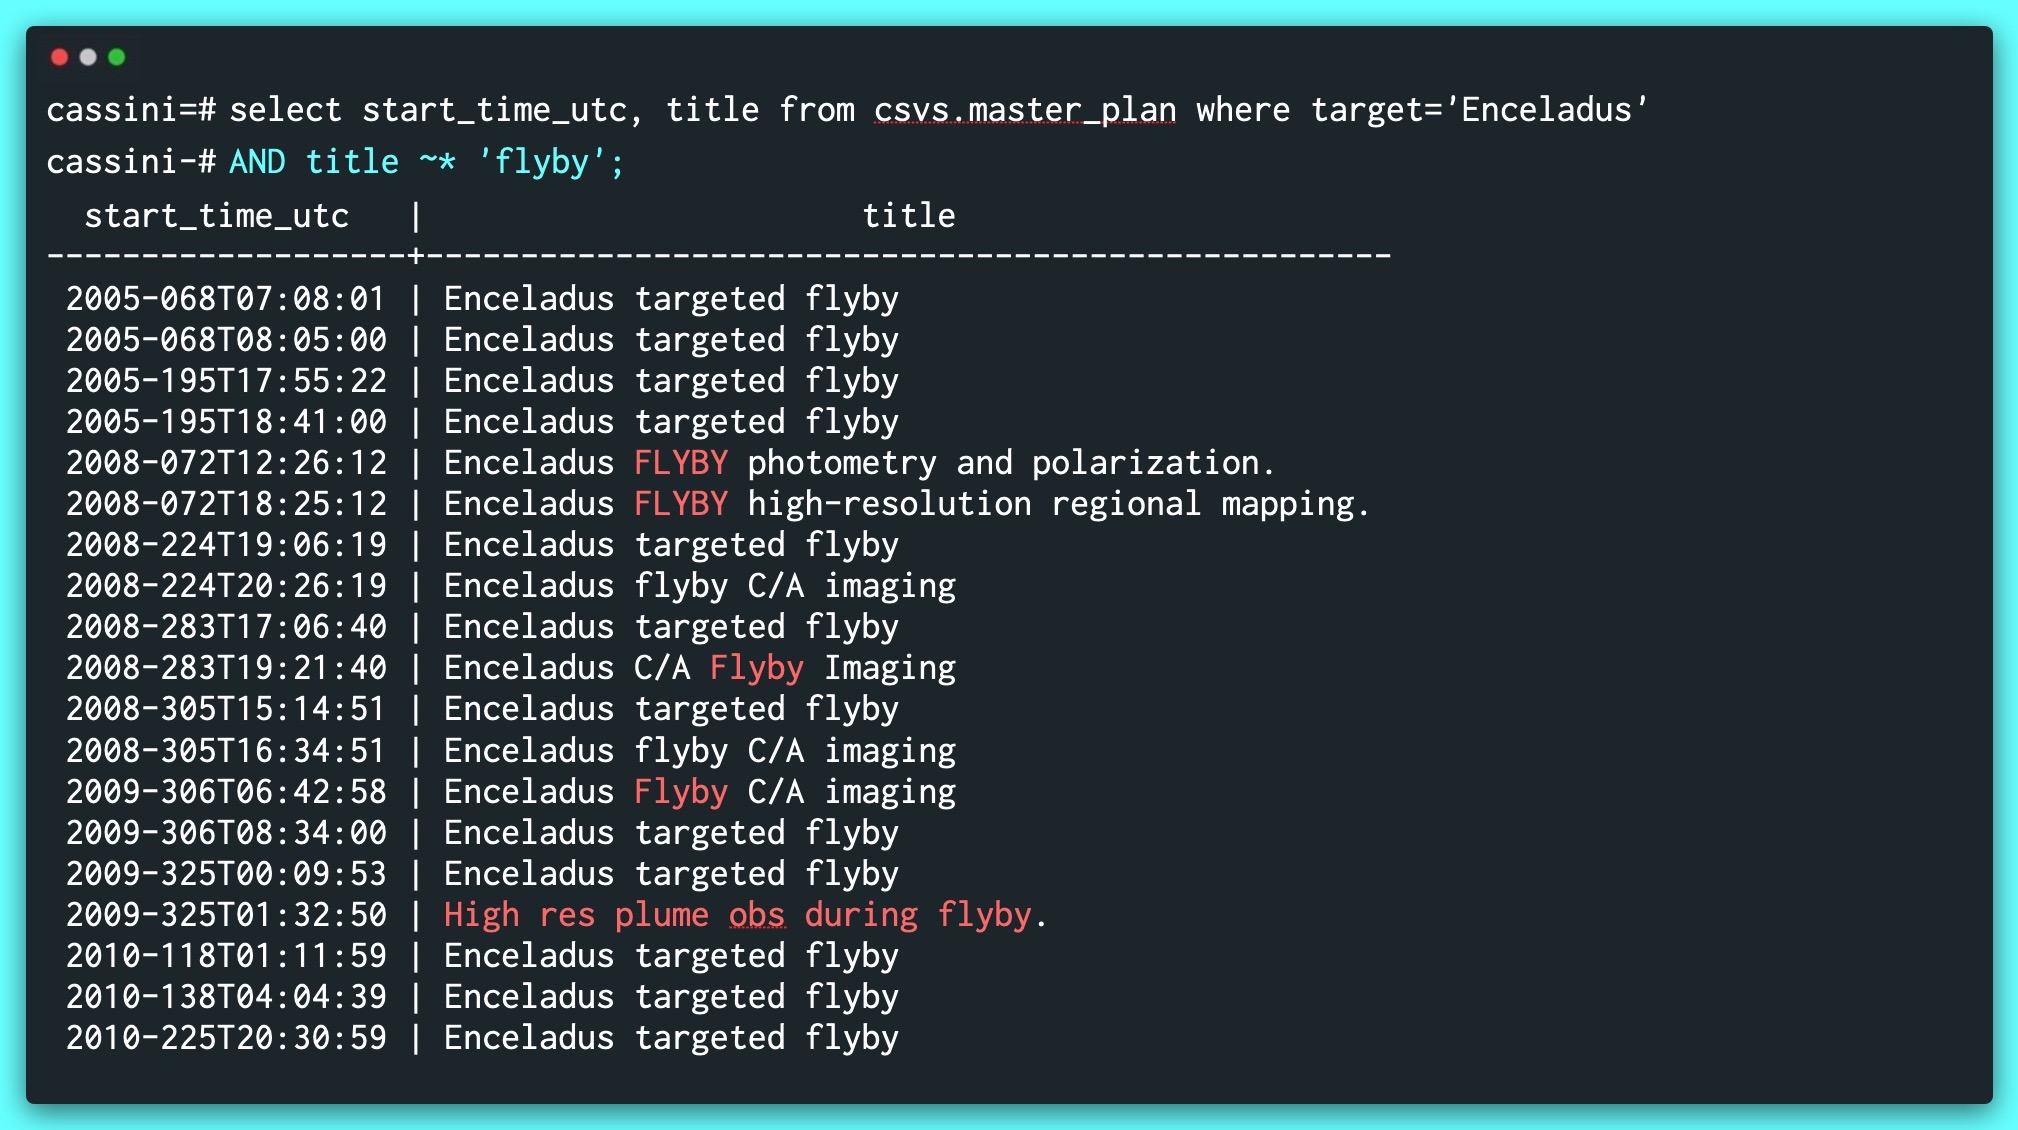 cassini=# select start_time_utc, title from csvs.master_plan where target='Enceladus'
cassini-# AND title ~* 'flyby';
  start_time_utc   |                       title
-------------------+---------------------------------------------------
 2005-068T07:08:01 | Enceladus targeted flyby
 2005-068T08:05:00 | Enceladus targeted flyby
 2005-195T17:55:22 | Enceladus targeted flyby
 2005-195T18:41:00 | Enceladus targeted flyby
 2008-072T12:26:12 | Enceladus FLYBY photometry and polarization.
 2008-072T18:25:12 | Enceladus FLYBY high-resolution regional mapping.
 2008-224T19:06:19 | Enceladus targeted flyby
 2008-224T20:26:19 | Enceladus flyby C/A imaging
 2008-283T17:06:40 | Enceladus targeted flyby
 2008-283T19:21:40 | Enceladus C/A Flyby Imaging
 2008-305T15:14:51 | Enceladus targeted flyby
 2008-305T16:34:51 | Enceladus flyby C/A imaging
 2009-306T06:42:58 | Enceladus Flyby C/A imaging
 2009-306T08:34:00 | Enceladus targeted flyby
 2009-325T00:09:53 | Enceladus targeted flyby
 2009-325T01:32:50 | High res plume obs during flyby.
 2010-118T01:11:59 | Enceladus targeted flyby
 2010-138T04:04:39 | Enceladus targeted flyby
 2010-225T20:30:59 | Enceladus targeted flyby